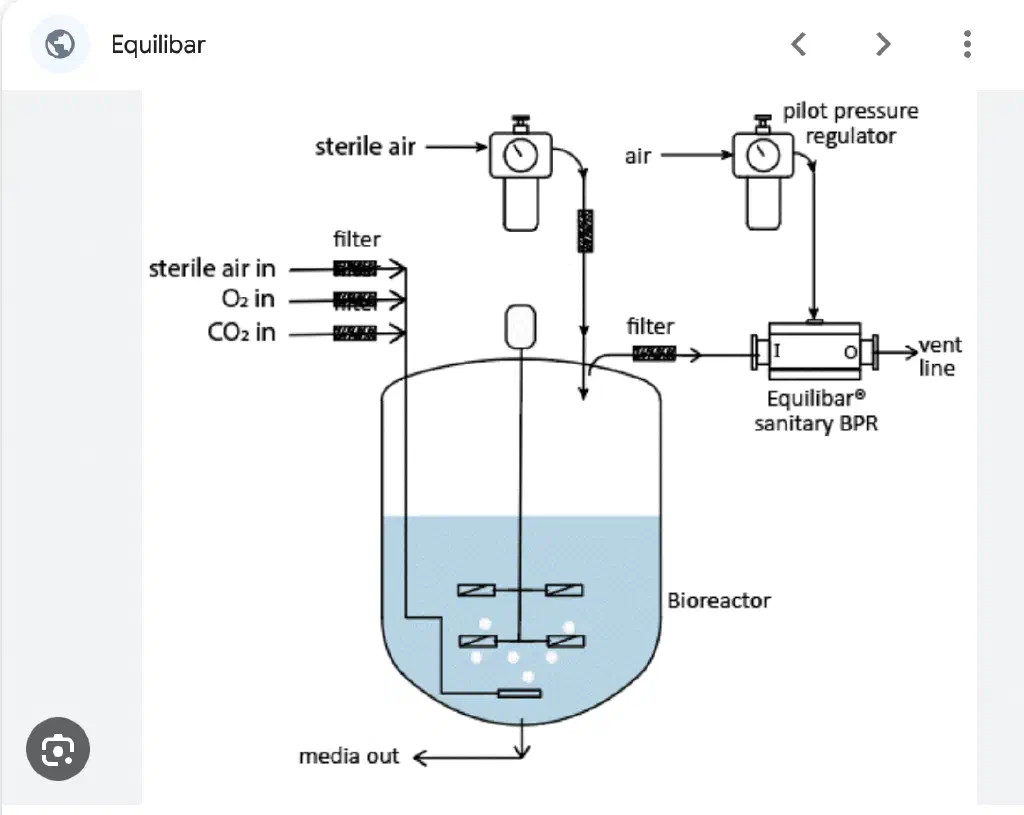 Equilibar
pilot pressure
regulator
sterile air
air
filter
sterile air in
O₂ in
filter
CO₂ in
filter
vent
line
I
O
Equilibar®
sanitary BPR
Bioreactor
media out